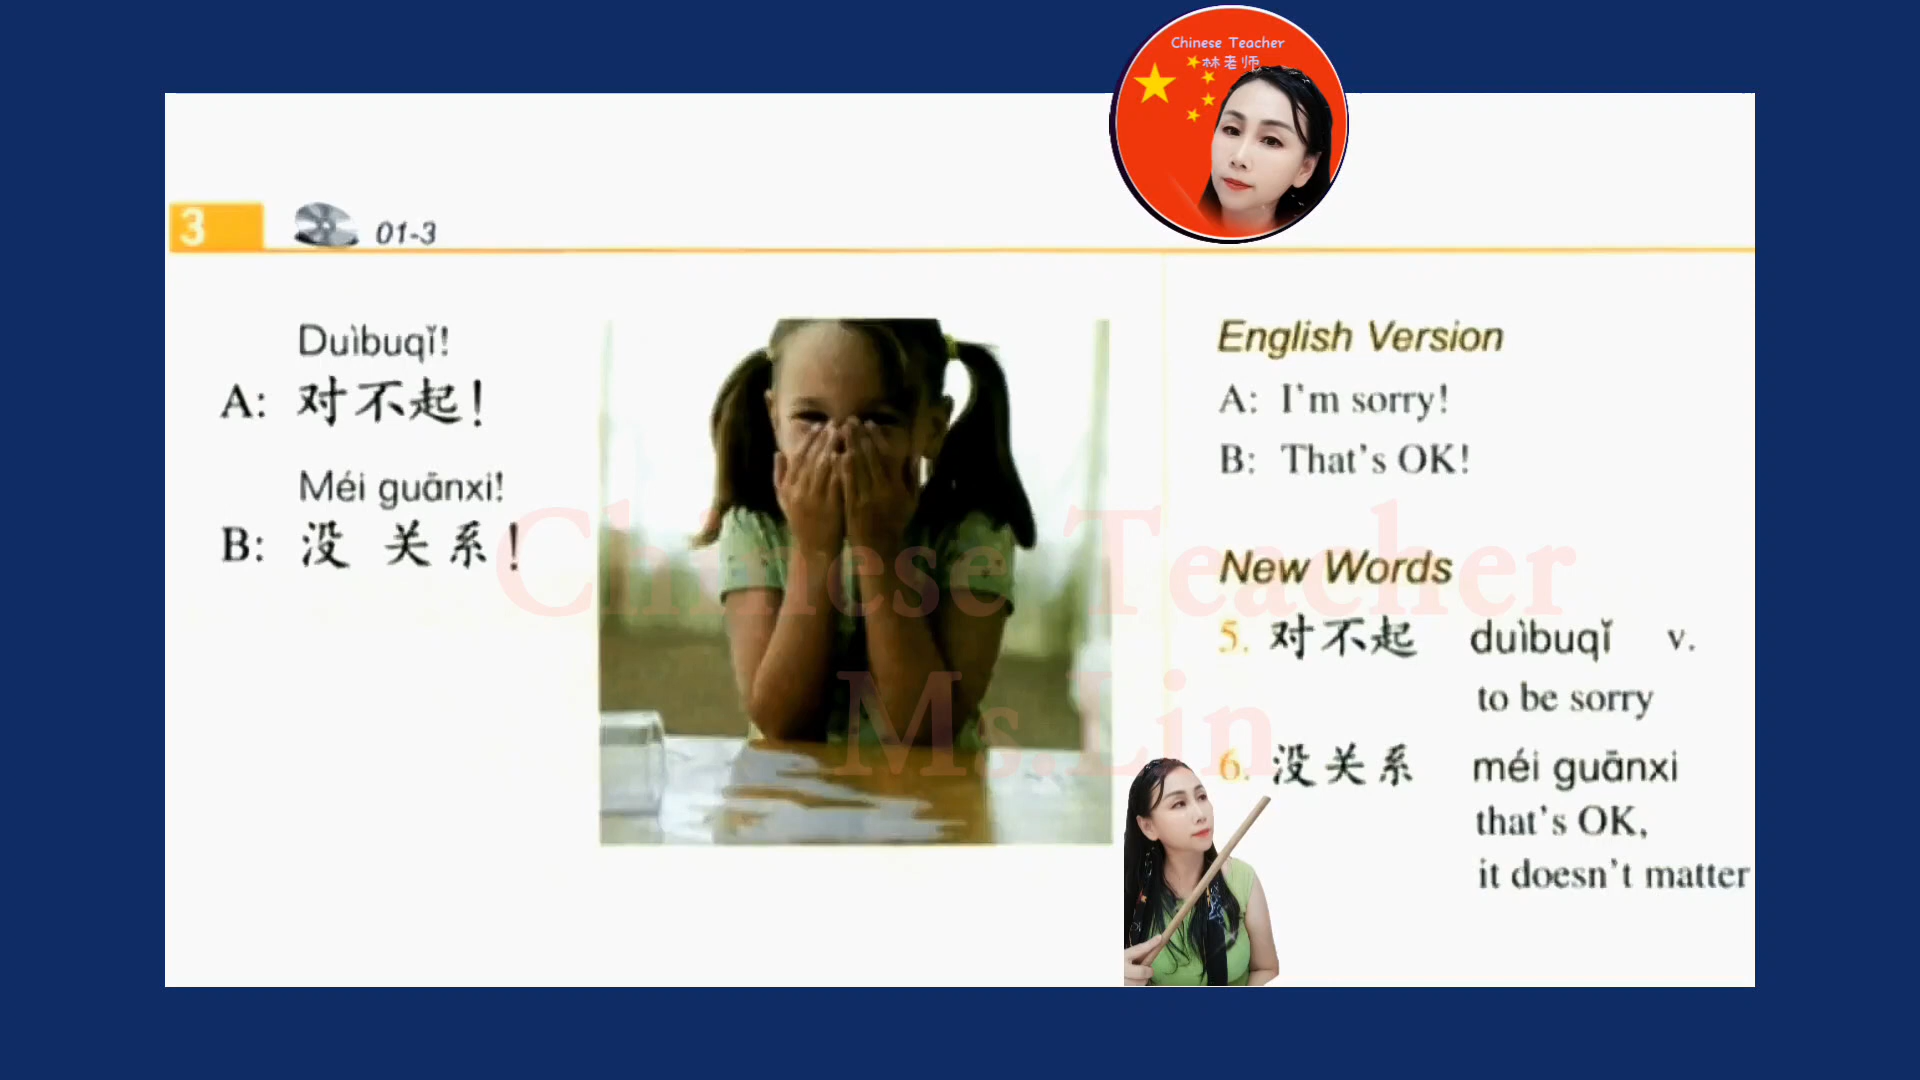 Chinese Teacher
林老师
3
01-3
Duìbuqǐ!
A: 对不起！
Méi guānxi!
B: 没 关系！
English Version
A: I'm sorry!
B: That's OK!
New Words
5. 对不起 duìbuqǐ v.
to be sorry
6. 没关系 méi guānxi
that's OK,
it doesn't matter
Chinese Teacher
Ms.Lin